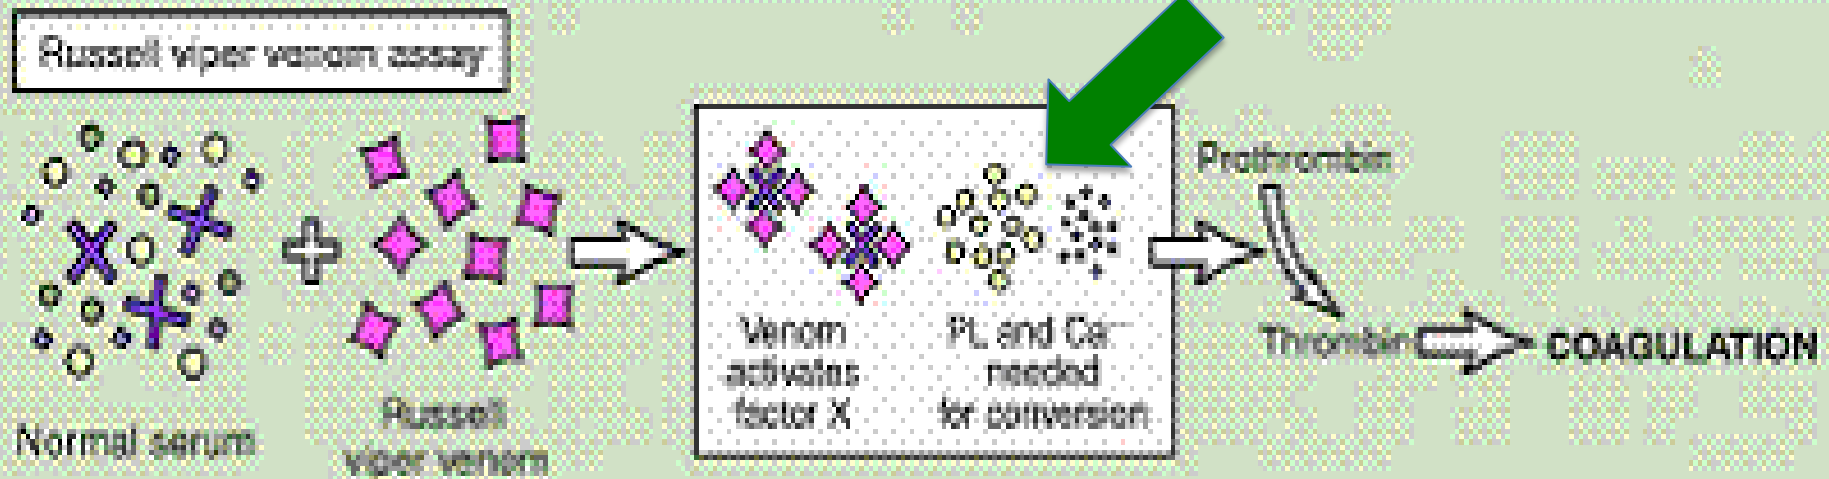 Russell viper venom assay
Normal serum
Russell
viper venom
Venom
activates
factor X
PL and Ca
needed
for conversion
Prothrombin
Thrombin
COAGULATION